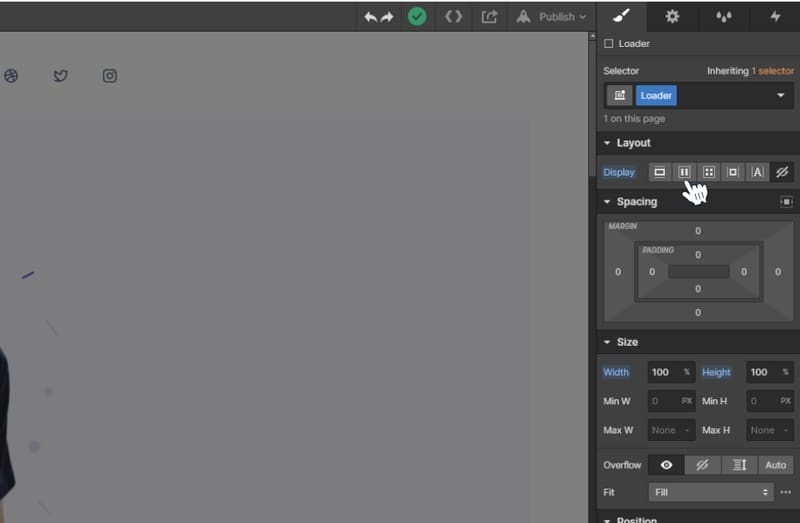 Publish
Loader
Selector Inheriting 1 selector
Loader
1 on this page
Layout
Display A
Spacing
MARGIN
0
PADDING
0
0 0 0 0
0
0
Size
Width 100 % Height 100 %
Min W 0 PX Min H 0 PX
Max W None - Max H None -
Overflow Auto
Fit Fill
Position